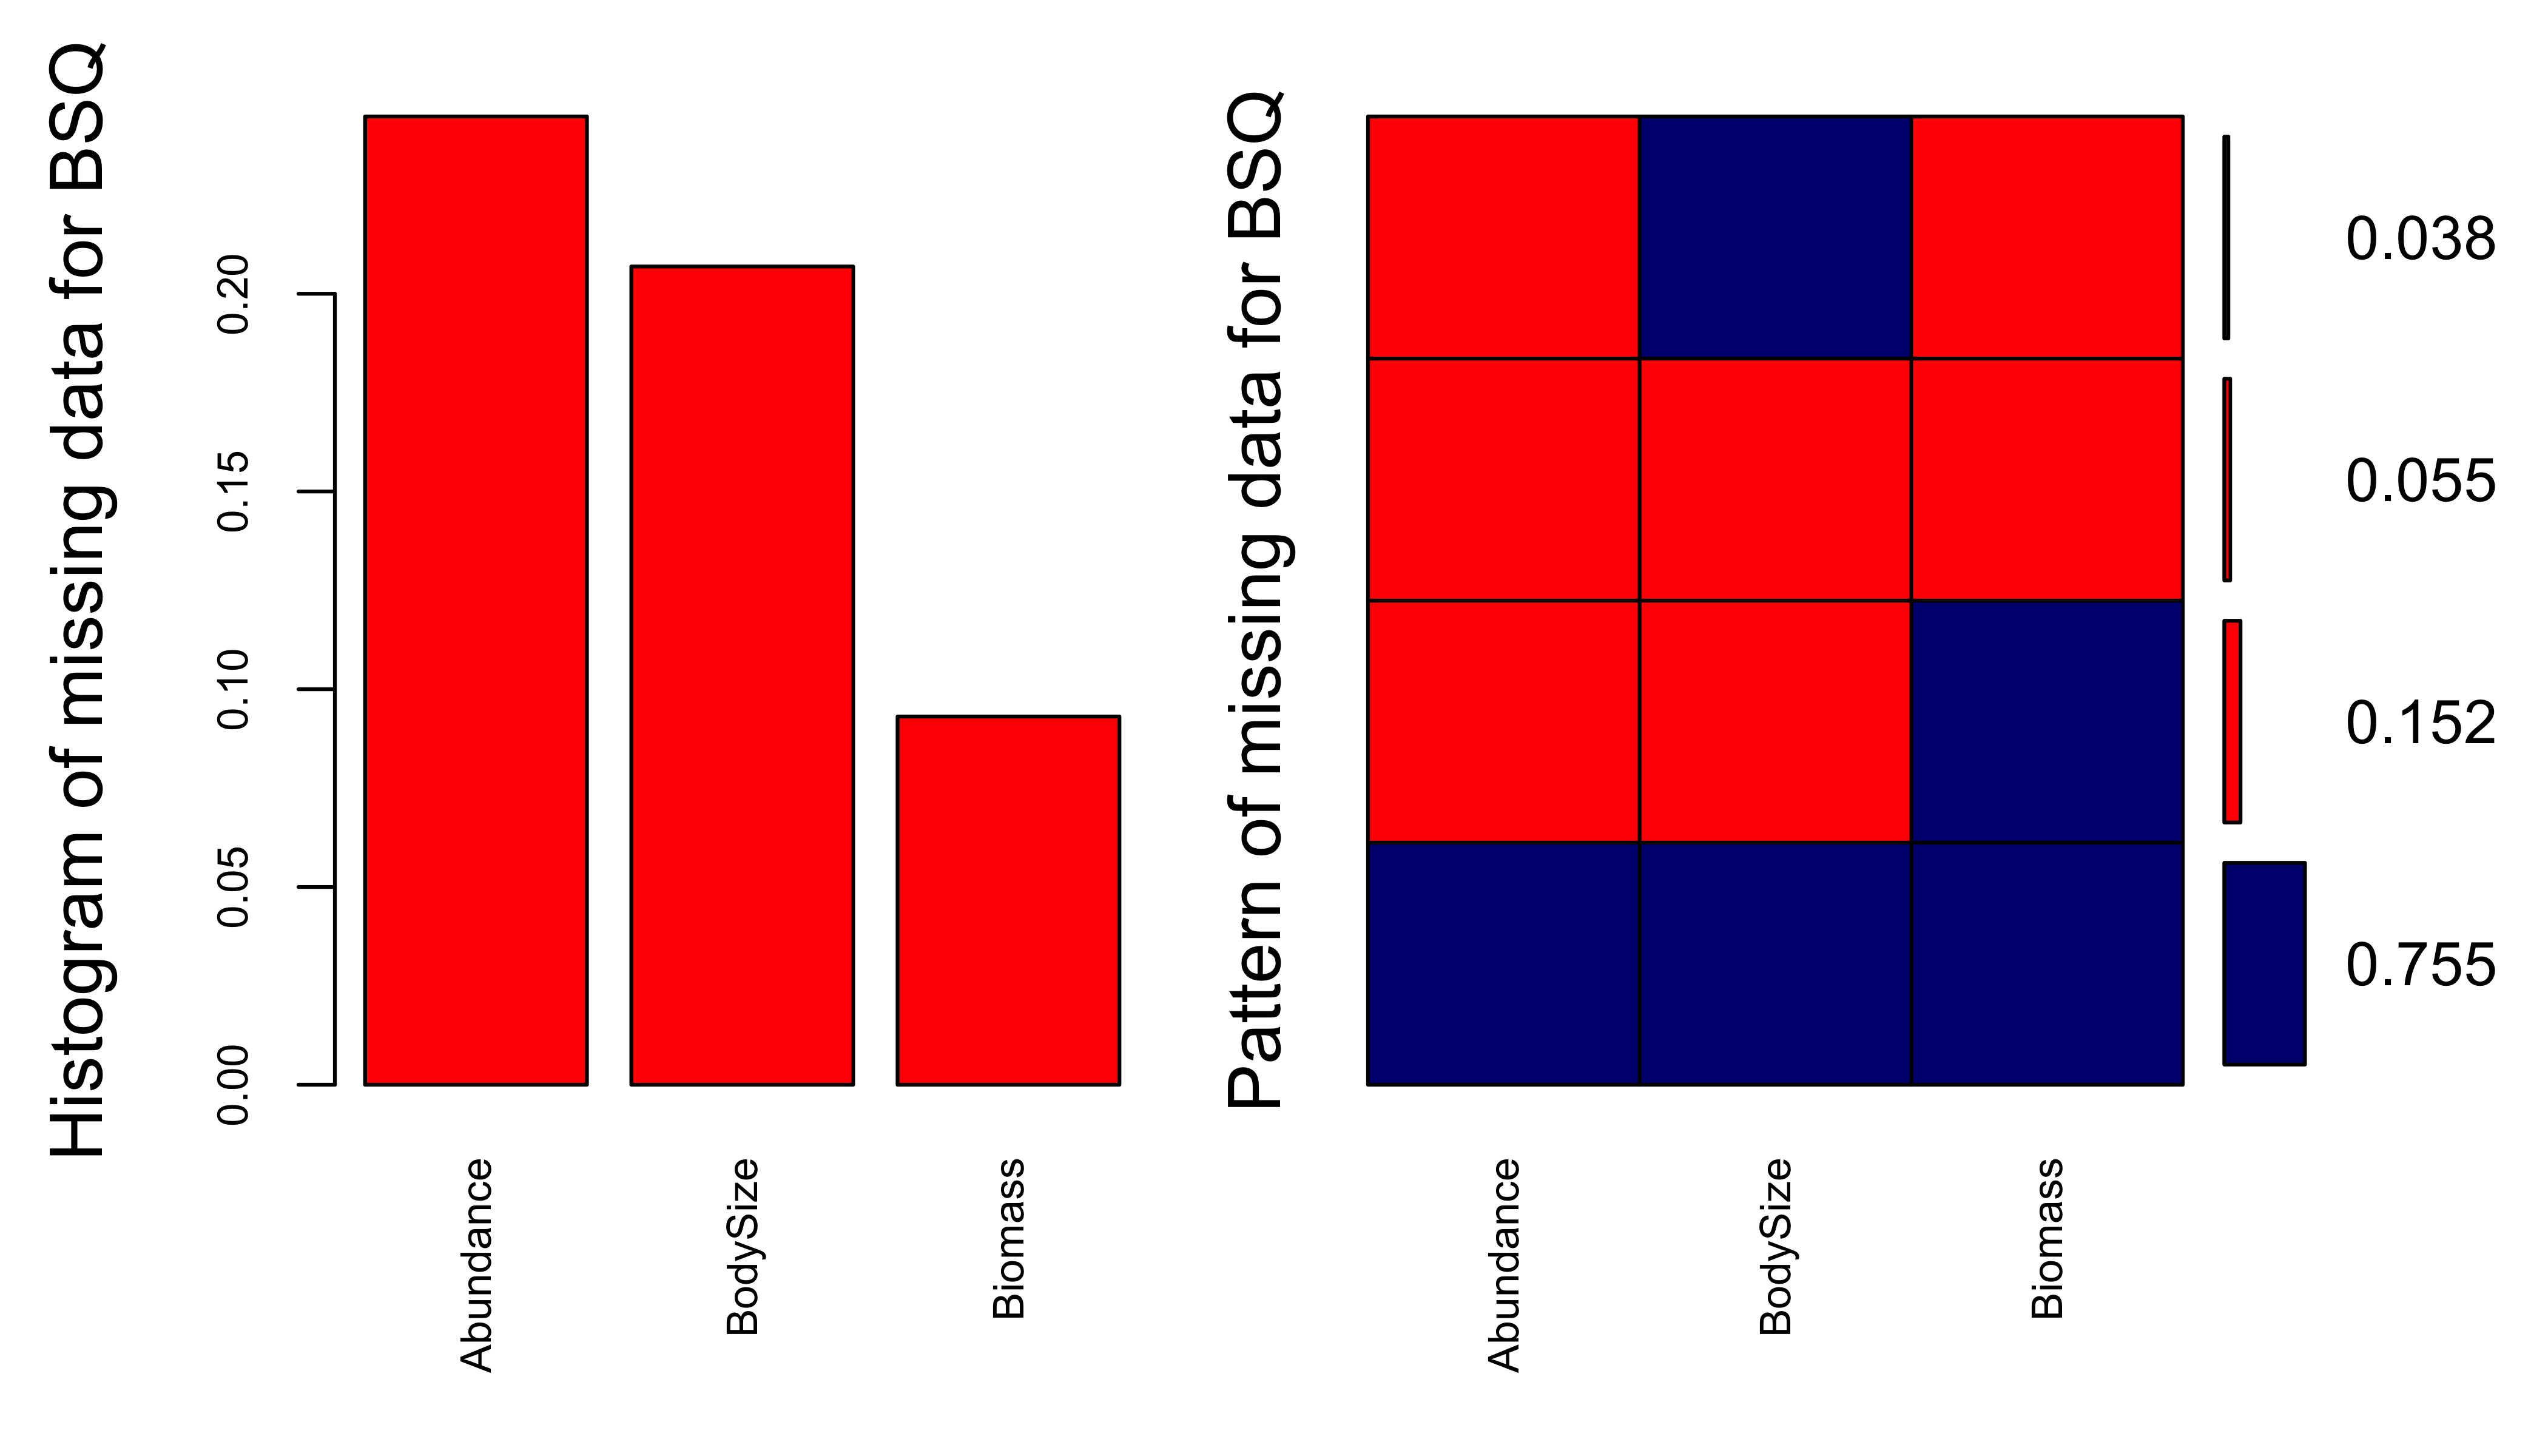 Histogram of missing data for BSQ
0.20
0.15
0.10
0.05
0.00
Abundance
BodySize
Biomass
Pattern of missing data for BSQ
0.038
0.055
0.152
0.755
Abundance
BodySize
Biomass